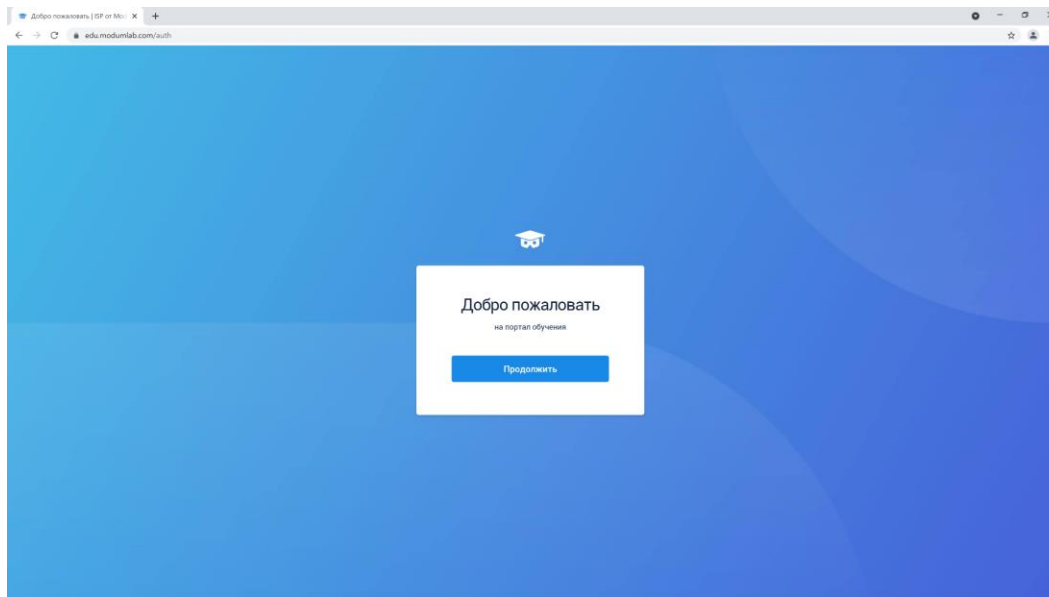 Добро пожаловать | ISP от Mo
edu.modumlab.com/auth
Добро пожаловать
на портал обучения
Продолжить